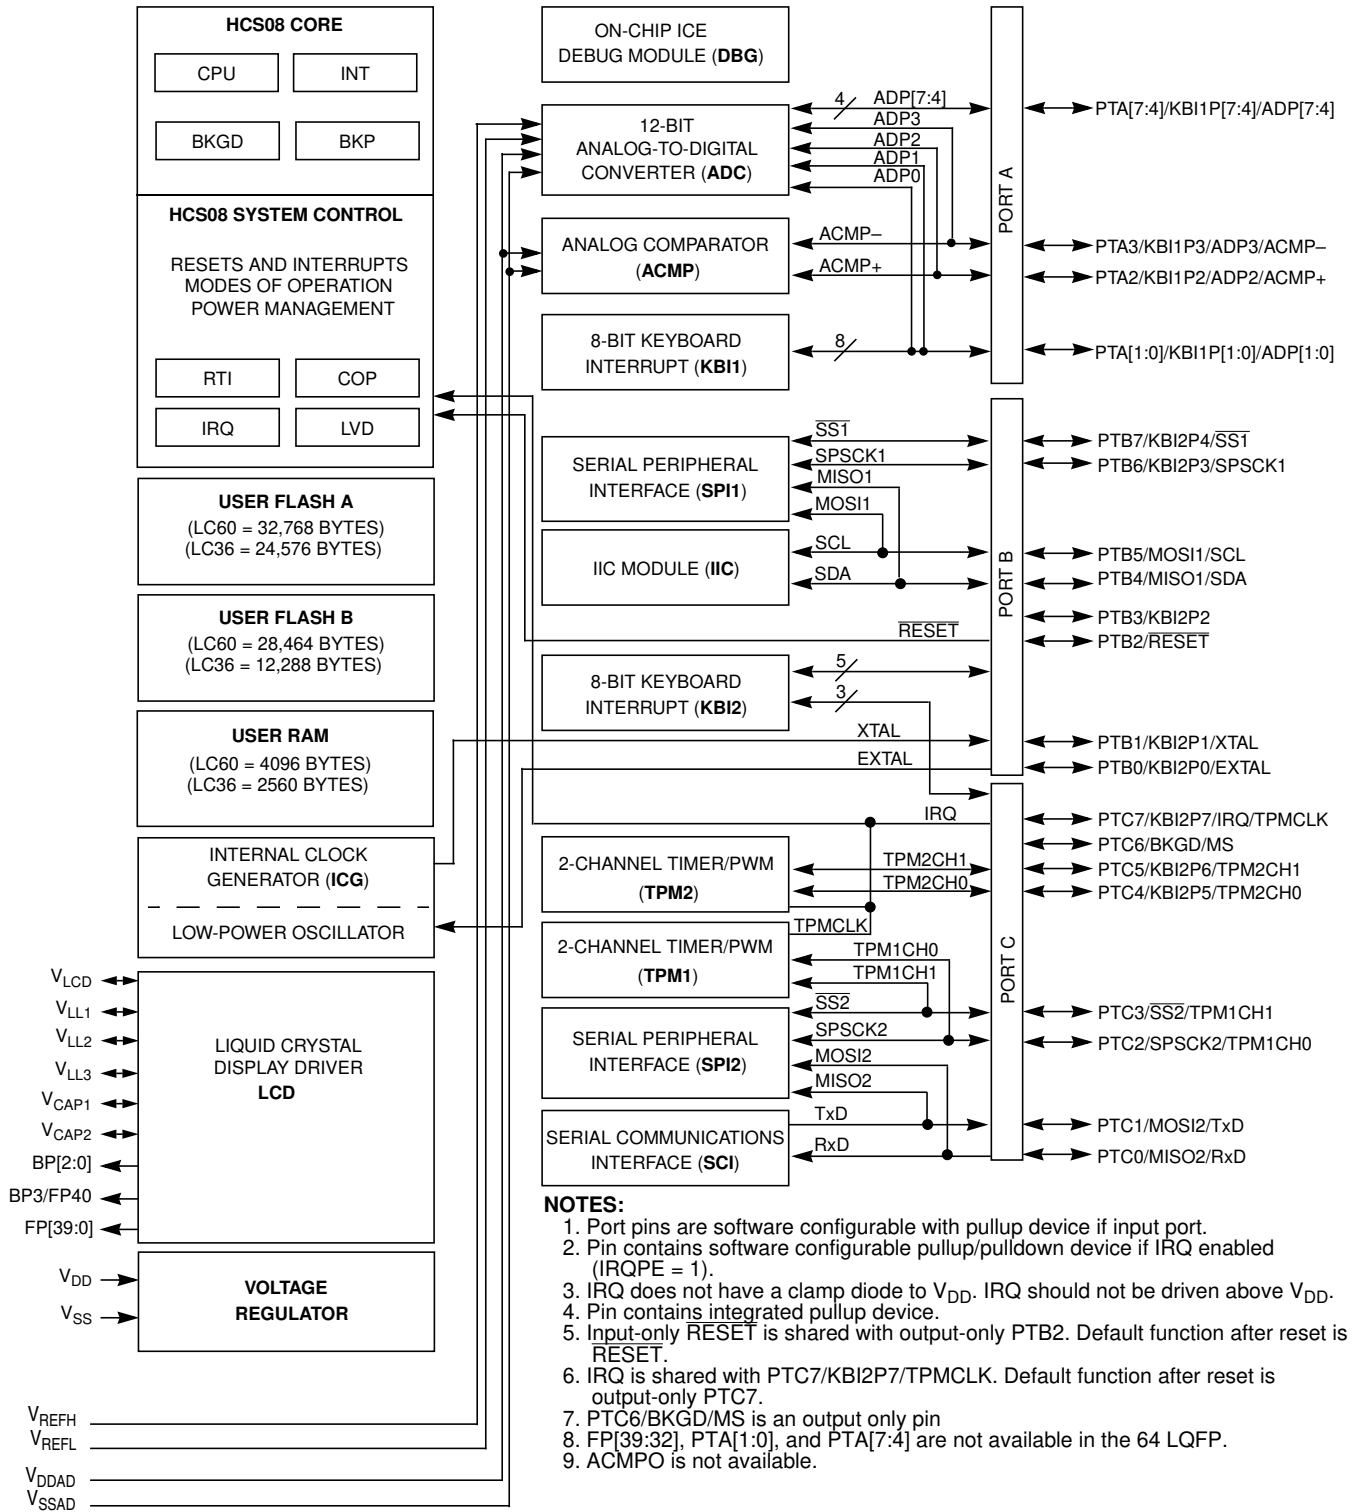 HCS08 CORE
CPU
INT
BKGD
BKP
HCS08 SYSTEM CONTROL
RESETS AND INTERRUPTS
MODES OF OPERATION
POWER MANAGEMENT
RTI
COP
IRQ
LVD
USER FLASH A
(LC60 = 32,768 BYTES)
(LC36 = 24,576 BYTES)
USER FLASH B
(LC60 = 28,464 BYTES)
(LC36 = 12,288 BYTES)
USER RAM
(LC60 = 4096 BYTES)
(LC36 = 2560 BYTES)
INTERNAL CLOCK
GENERATOR (ICG)
LOW-POWER OSCILLATOR
VLCD
VLL1
VLL2
VLL3
VCAP1
VCAP2
BP[2:0]
BP3/FP40
FP[39:0]
LIQUID CRYSTAL
DISPLAY DRIVER
LCD
VDD
VSS
VOLTAGE
REGULATOR
VREFH
VREFL
VDDAD
VSSAD
ON-CHIP ICE
DEBUG MODULE (DBG)
12-BIT
ANALOG-TO-DIGITAL
CONVERTER (ADC)
4
ADP[7:4]
ADP3
ADP2
ADP1
ADP0
ANALOG COMPARATOR
(ACMP)
ACMP–
ACMP+
8-BIT KEYBOARD
INTERRUPT (KBI1)
8
SERIAL PERIPHERAL
INTERFACE (SPI1)
SS1
SPSCK1
MISO1
MOSI1
IIC MODULE (IIC)
SCL
SDA
RESET
8-BIT KEYBOARD
INTERRUPT (KBI2)
5
3
XTAL
EXTAL
IRQ
2-CHANNEL TIMER/PWM
(TPM2)
TPM2CH1
TPM2CH0
TPMCLK
2-CHANNEL TIMER/PWM
(TPM1)
TPM1CH0
TPM1CH1
SERIAL PERIPHERAL
INTERFACE (SPI2)
SS2
SPSCK2
MOSI2
MISO2
SERIAL COMMUNICATIONS
INTERFACE (SCI)
TxD
RxD
PORT A
PTA[7:4]/KBI1P[7:4]/ADP[7:4]
PTA3/KBI1P3/ADP3/ACMP–
PTA2/KBI1P2/ADP2/ACMP+
PTA[1:0]/KBI1P[1:0]/ADP[1:0]
PORT B
PTB7/KBI2P4/SS1
PTB6/KBI2P3/SPSCK1
PTB5/MOSI1/SCL
PTB4/MISO1/SDA
PTB3/KBI2P2
PTB2/RESET
PTB1/KBI2P1/XTAL
PTB0/KBI2P0/EXTAL
PORT C
PTC7/KBI2P7/IRQ/TPMCLK
PTC6/BKGD/MS
PTC5/KBI2P6/TPM2CH1
PTC4/KBI2P5/TPM2CH0
PTC3/SS2/TPM1CH1
PTC2/SPSCK2/TPM1CH0
PTC1/MOSI2/TxD
PTC0/MISO2/RxD
NOTES:
1. Port pins are software configurable with pullup device if input port.
2. Pin contains software configurable pullup/pulldown device if IRQ enabled
(IRQPE = 1).
3. IRQ does not have a clamp diode to VDD. IRQ should not be driven above VDD.
4. Pin contains integrated pullup device.
5. Input-only RESET is shared with output-only PTB2. Default function after reset is
RESET.
6. IRQ is shared with PTC7/KBI2P7/TPMCLK. Default function after reset is
output-only PTC7.
7. PTC6/BKGD/MS is an output only pin
8. FP[39:32], PTA[1:0], and PTA[7:4] are not available in the 64 LQFP.
9. ACMPO is not available.